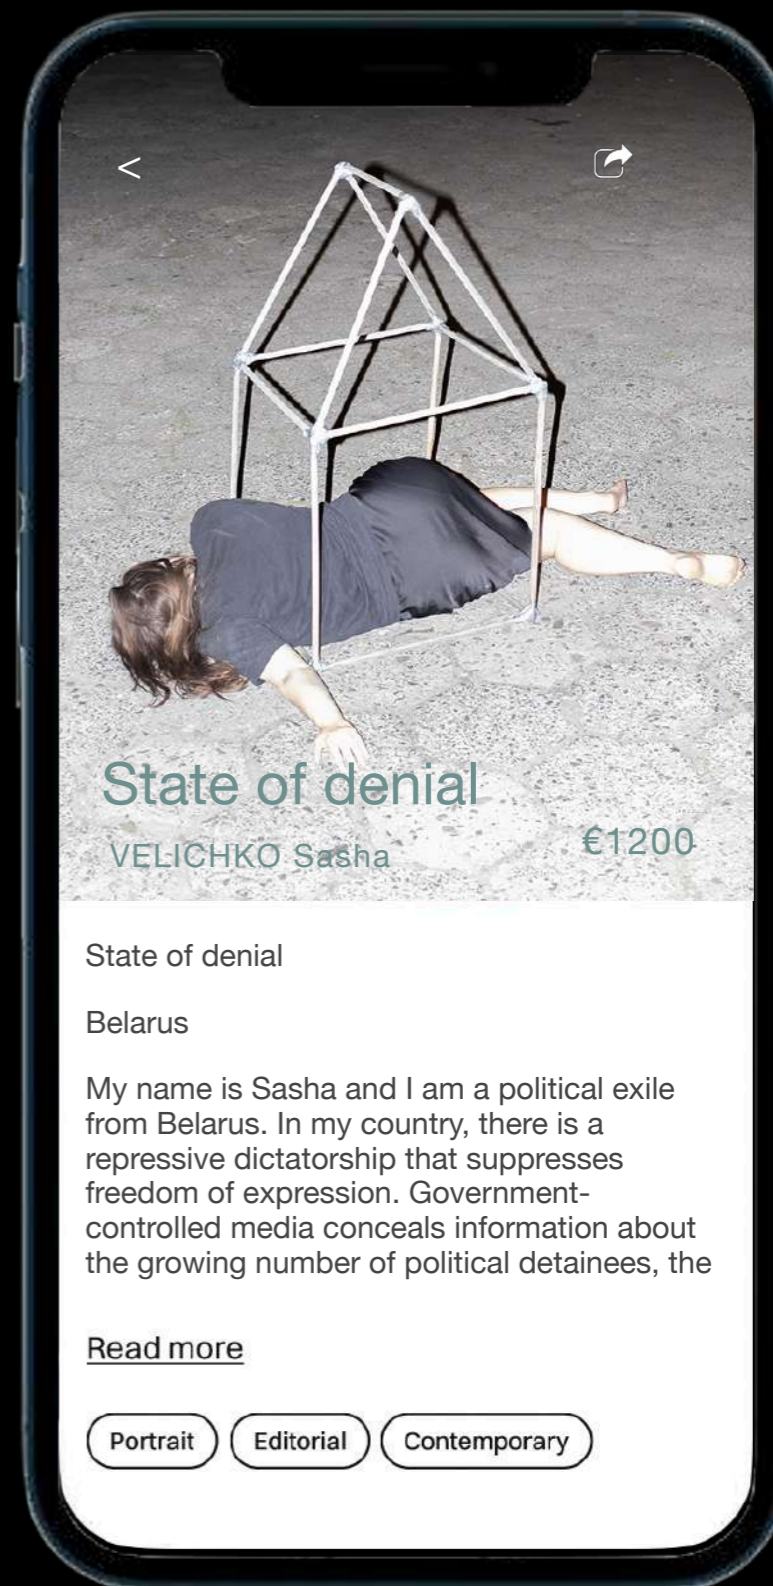 <
State of denial
VELICHKO Sasha
€1200
State of denial
Belarus
My name is Sasha and I am a political exile
from Belarus. In my country, there is a
repressive dictatorship that suppresses
freedom of expression. Government-
controlled media conceals information about
the growing number of political detainees, the
Read more
Portrait
Editorial
Contemporary